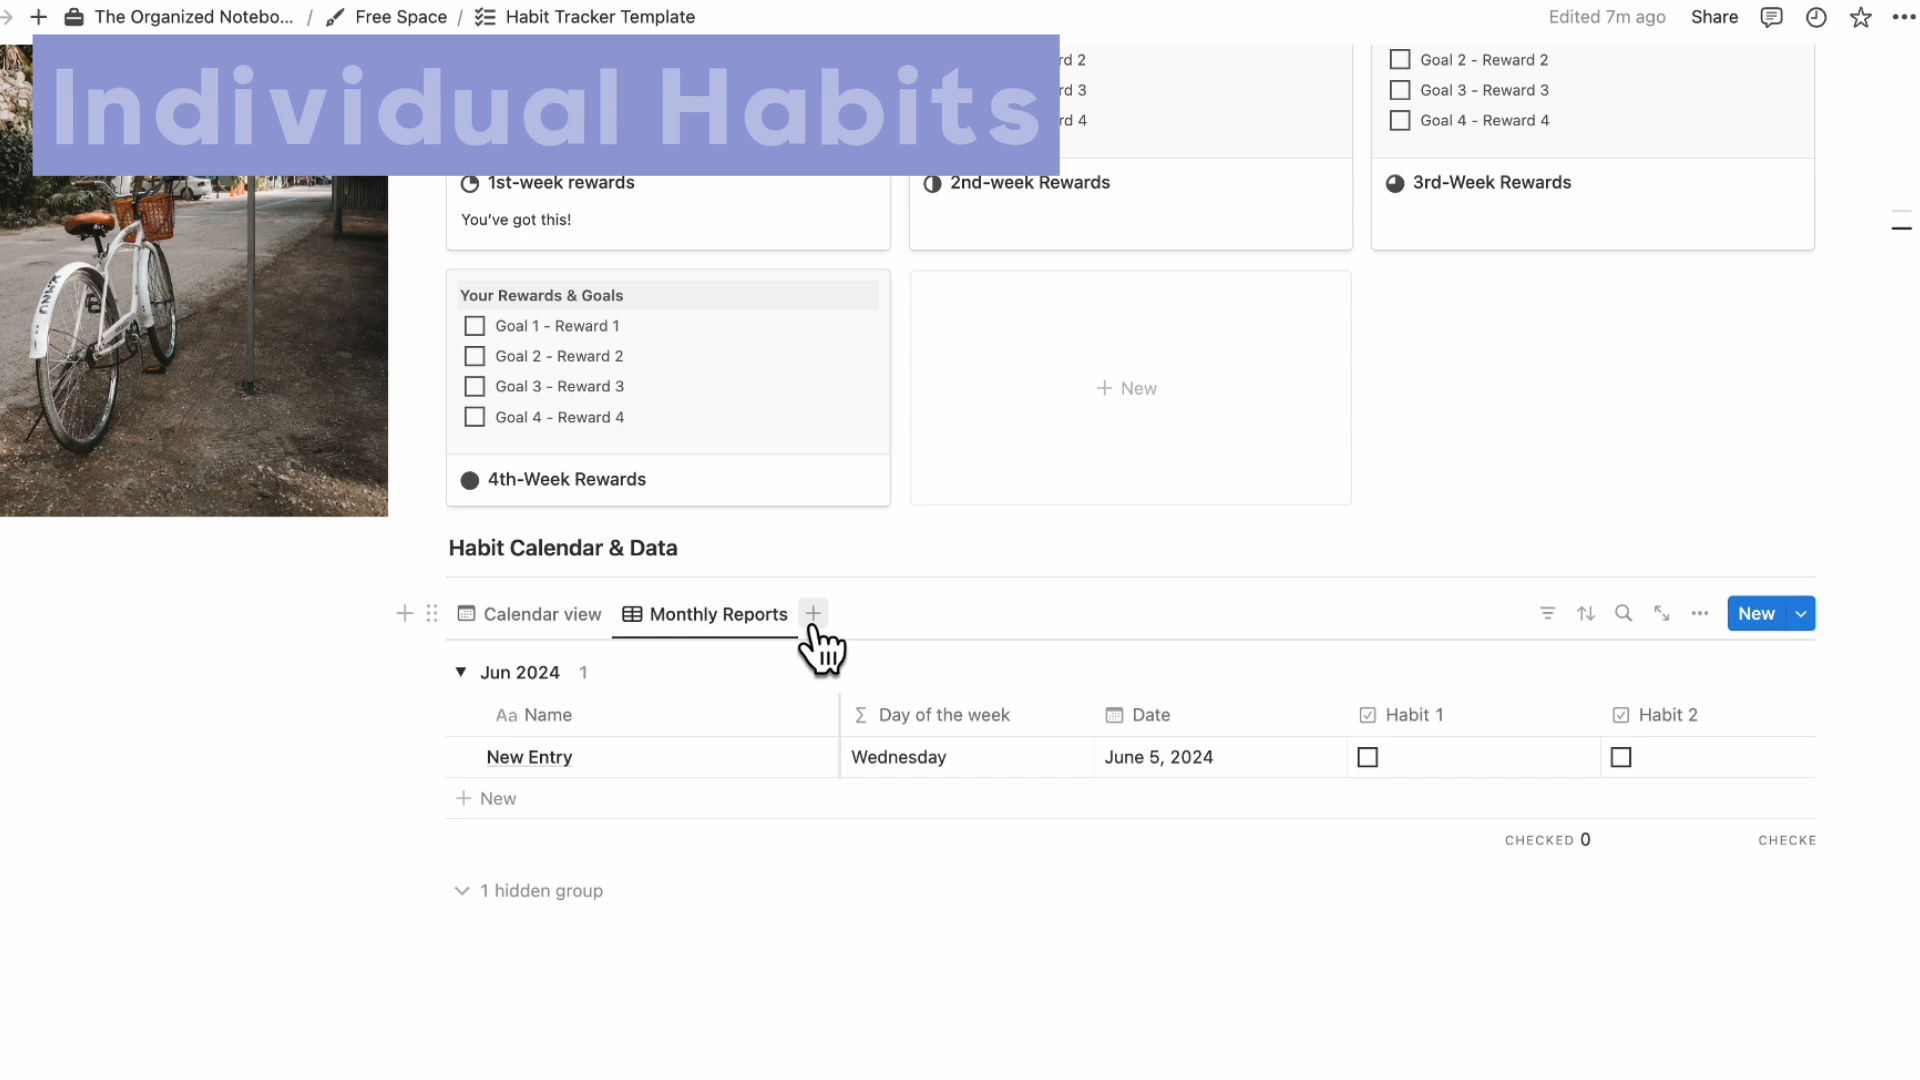 The Organized Notebo... / Free Space / Habit Tracker Template
Edited 7m ago Share
Individual Habits
rd 2
rd 3
rd 4
Goal 2 - Reward 2
Goal 3 - Reward 3
Goal 4 - Reward 4
1st-week rewards
You've got this!
2nd-week Rewards
3rd-Week Rewards
Your Rewards & Goals
Goal 1 - Reward 1
Goal 2 - Reward 2
Goal 3 - Reward 3
Goal 4 - Reward 4
4th-Week Rewards
New
Habit Calendar & Data
Calendar view Monthly Reports
New
Jun 2024 1
Aa Name Day of the week Date Habit 1 Habit 2
New Entry Wednesday June 5, 2024
New
CHECKED 0 CHECKE
1 hidden group